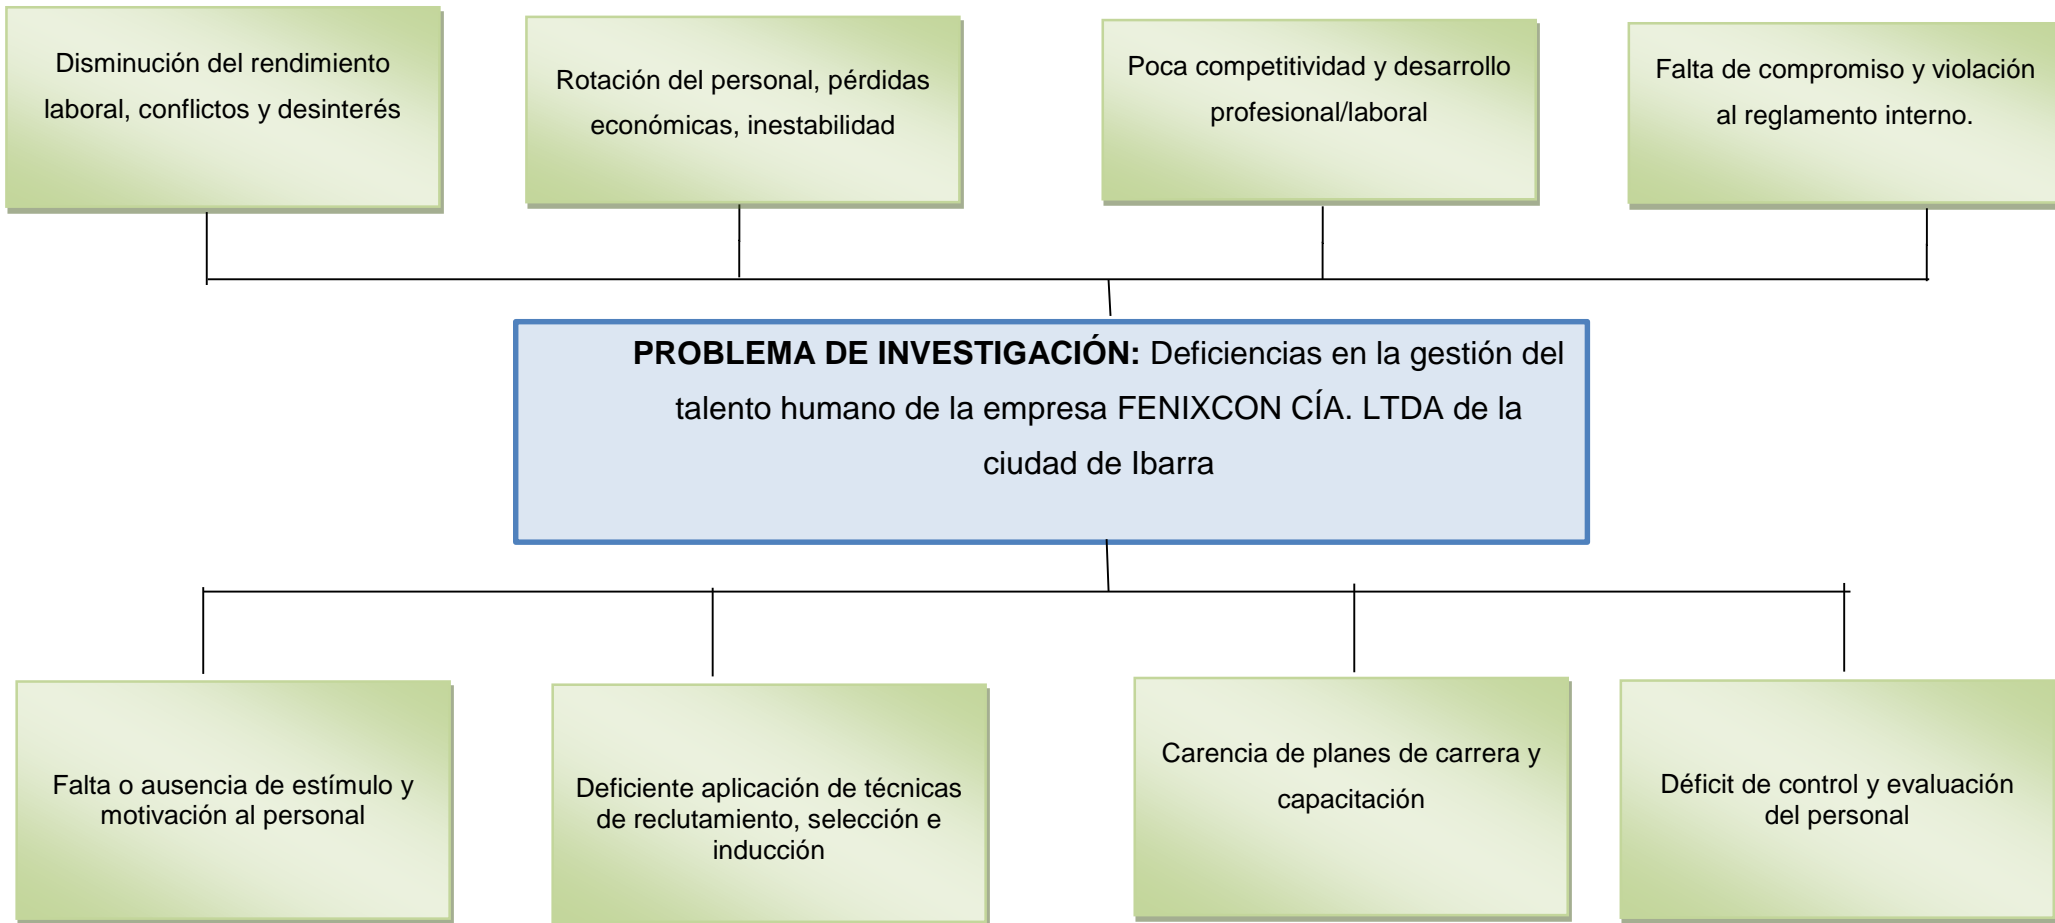 Disminución del rendimiento
laboral, conflictos y desinterés
Rotación del personal, pérdidas
económicas, inestabilidad
Poca competitividad y desarrollo
profesional/laboral
Falta de compromiso y violación
al reglamento interno.
PROBLEMA DE INVESTIGACIÓN: Deficiencias en la gestión del
talento humano de la empresa FENIXCON CÍA. LTDA de la
ciudad de Ibarra
Falta o ausencia de estímulo y
motivación al personal
Deficiente aplicación de técnicas
de reclutamiento, selección e
inducción
Carencia de planes de carrera y
capacitación
Déficit de control y evaluación
del personal